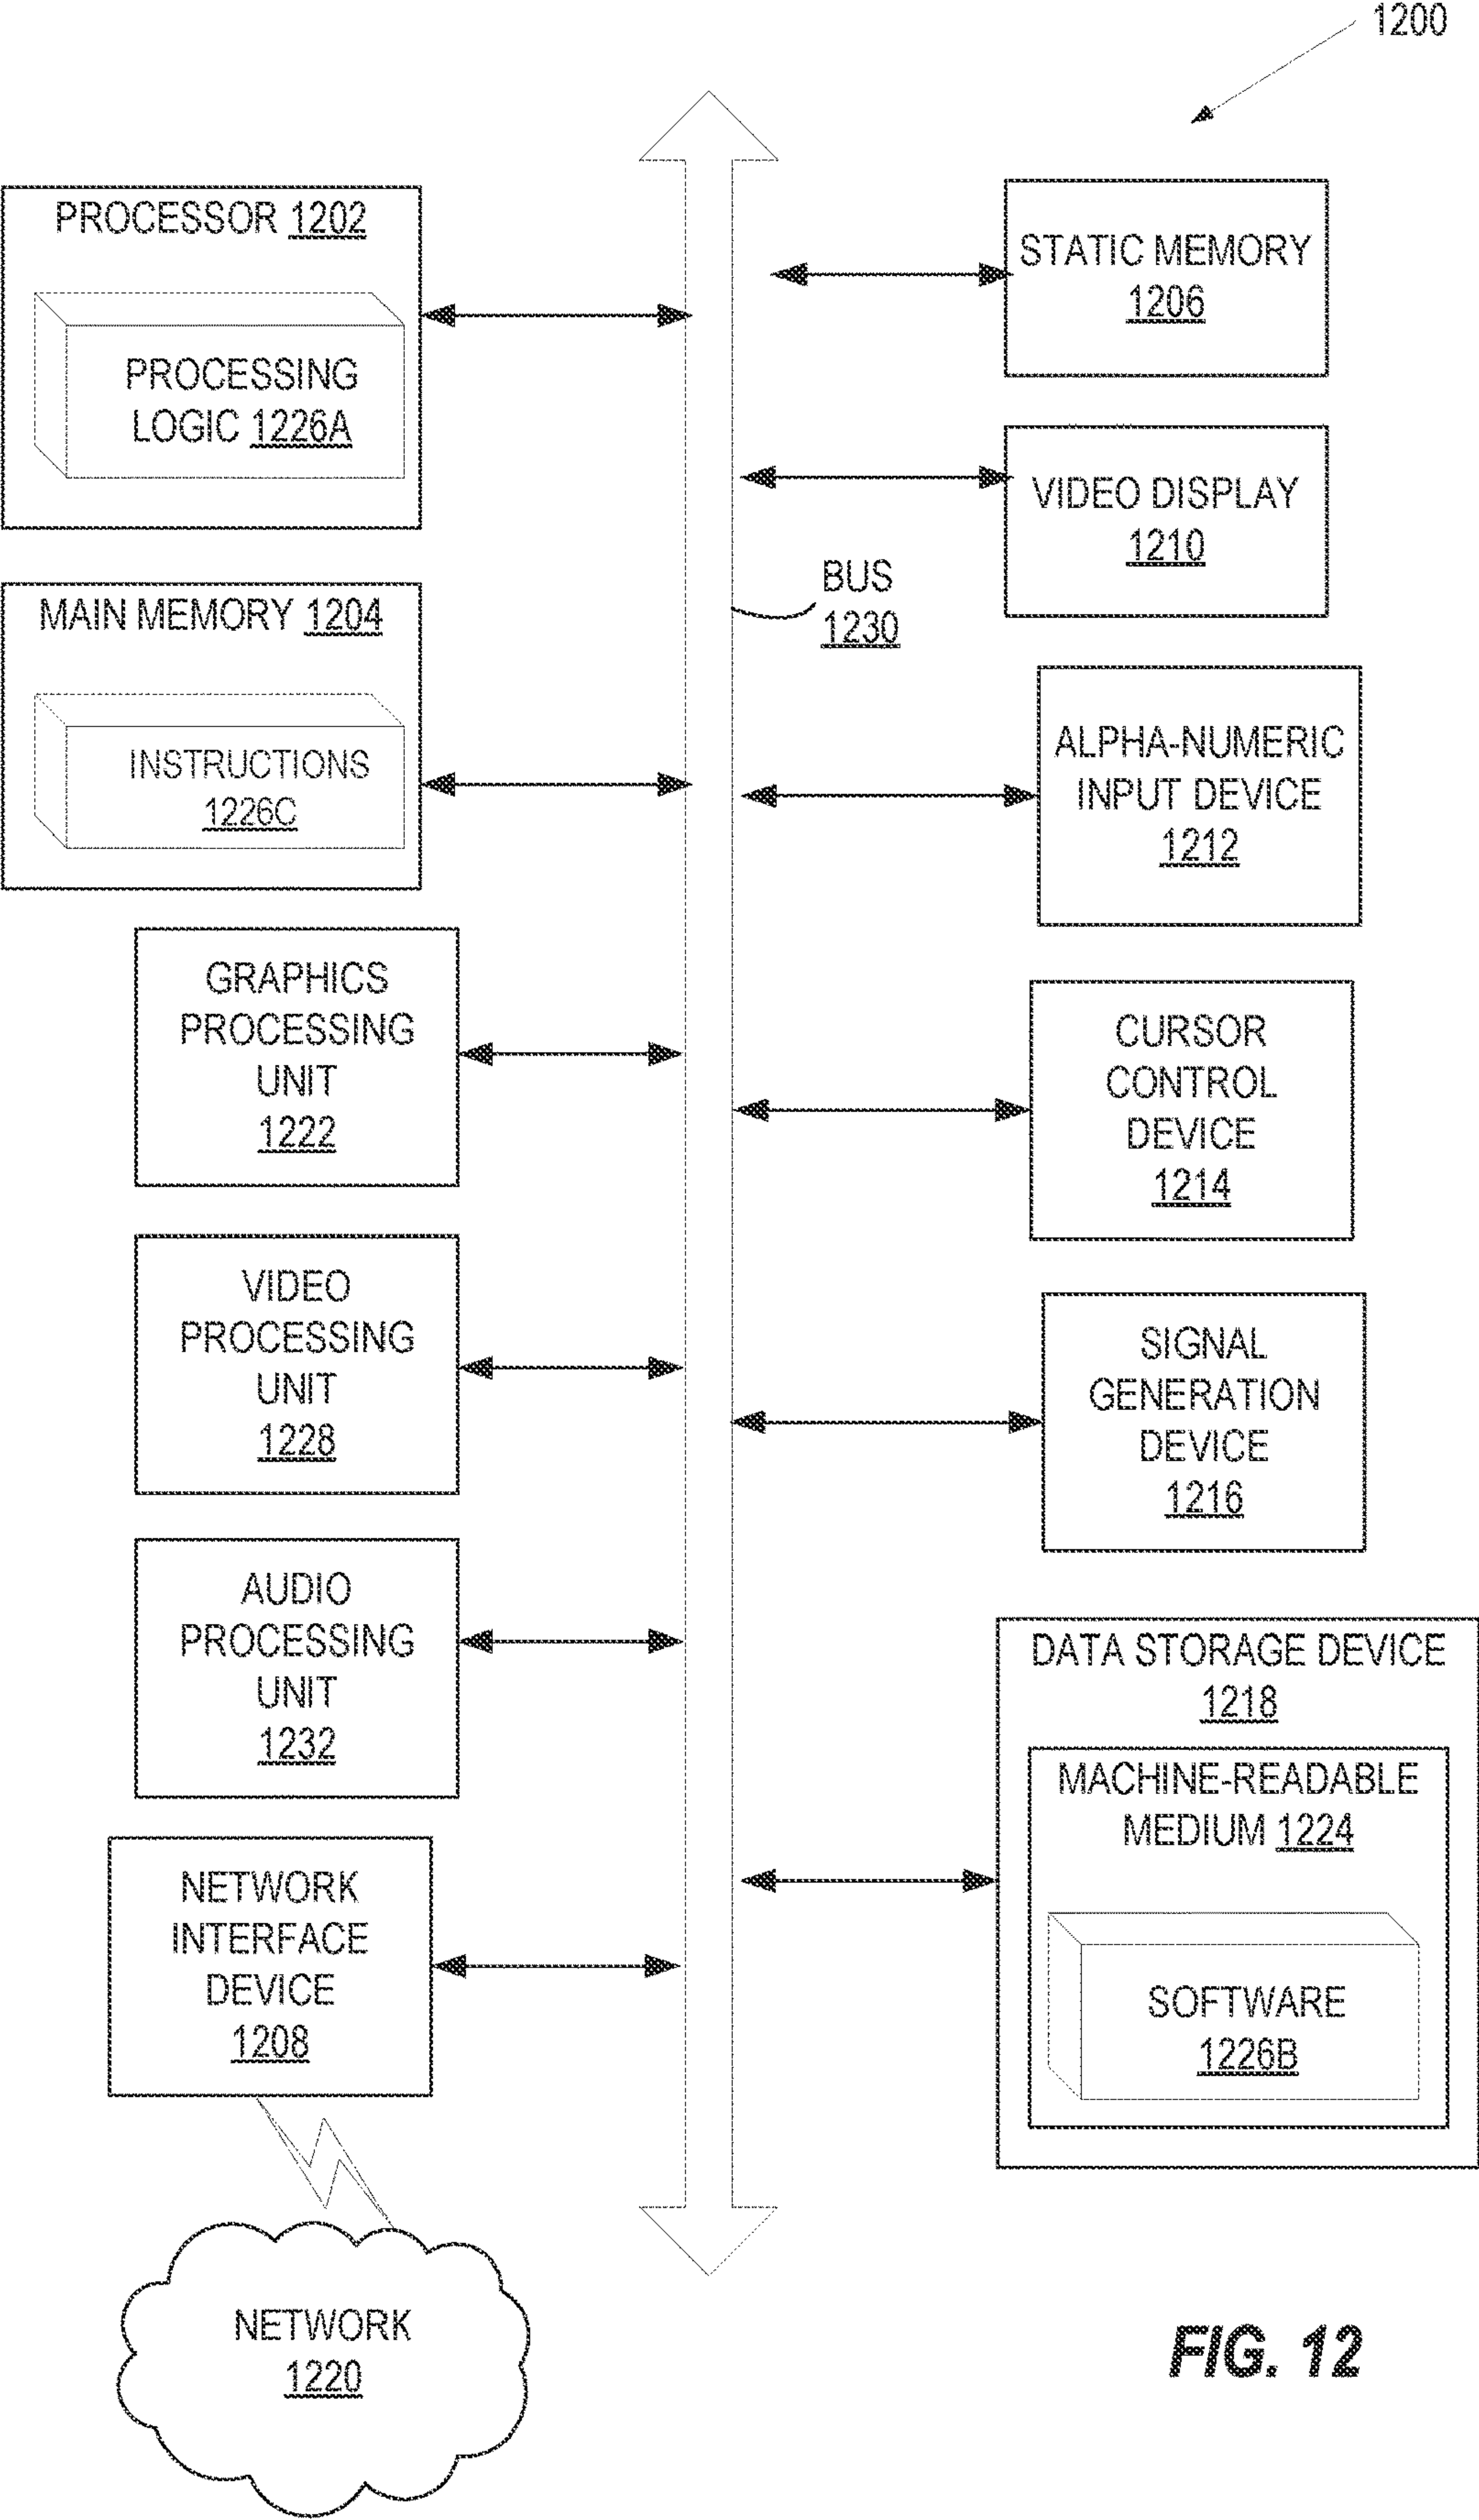 1200
PROCESSOR 1202
PROCESSING
LOGIC 1226A
MAIN MEMORY 1204
INSTRUCTIONS
1226C
GRAPHICS
PROCESSING
UNIT
1222
VIDEO
PROCESSING
UNIT
1228
AUDIO
PROCESSING
UNIT
1232
NETWORK
INTERFACE
DEVICE
1208
NETWORK
1220
BUS
1230
STATIC MEMORY
1206
VIDEO DISPLAY
1210
ALPHA-NUMERIC
INPUT DEVICE
1212
CURSOR
CONTROL
DEVICE
1214
SIGNAL
GENERATION
DEVICE
1216
DATA STORAGE DEVICE
1218
MACHINE-READABLE
MEDIUM 1224
SOFTWARE
1226B
FIG. 12